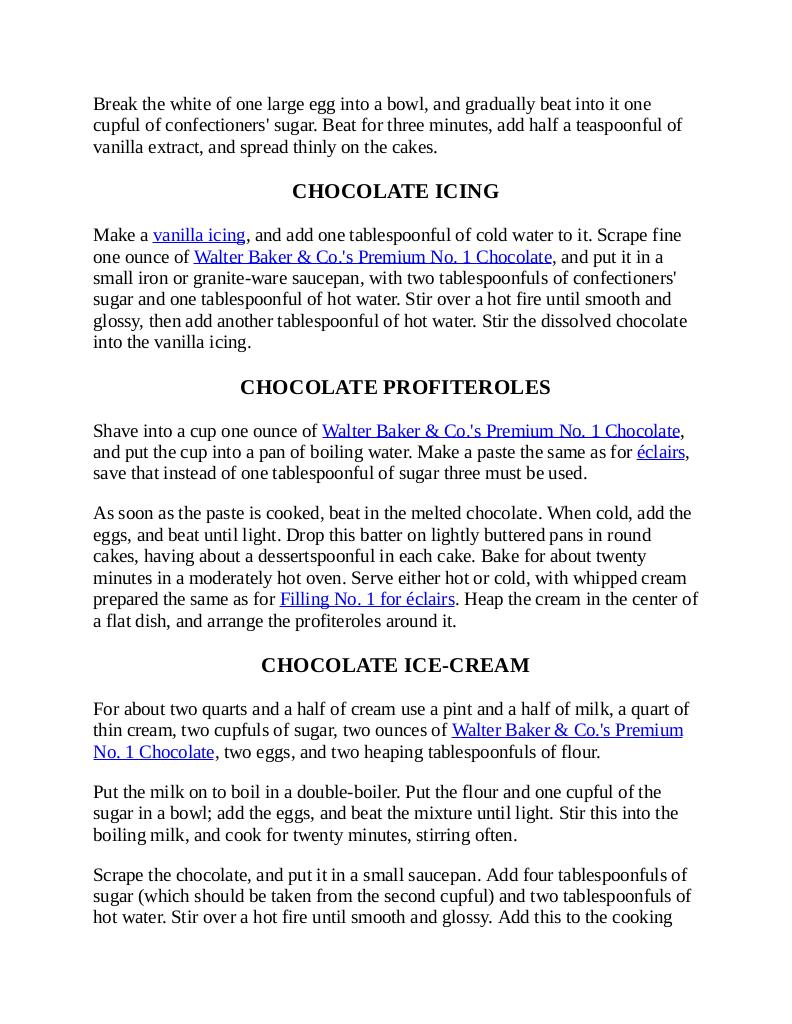 Break the white of one large egg into a bowl, and gradually beat into it one
cupful of confectioners' sugar. Beat for three minutes, add half a teaspoonful of
vanilla extract, and spread thinly on the cakes.
CHOCOLATE ICING
Make a vanilla icing, and add one tablespoonful of cold water to it. Scrape fine
one ounce of Walter Baker & Co.'s Premium No. 1 Chocolate, and put it in a
small iron or granite-ware saucepan, with two tablespoonfuls of confectioners'
sugar and one tablespoonful of hot water. Stir over a hot fire until smooth and
glossy, then add another tablespoonful of hot water. Stir the dissolved chocolate
into the vanilla icing.
CHOCOLATE PROFITEROLES
Shave into a cup one ounce of Walter Baker & Co.'s Premium No. 1 Chocolate,
and put the cup into a pan of boiling water. Make a paste the same as for éclairs,
save that instead of one tablespoonful of sugar three must be used.
As soon as the paste is cooked, beat in the melted chocolate. When cold, add the
eggs, and beat until light. Drop this batter on lightly buttered pans in round
cakes, having about a dessertspoonful in each cake. Bake for about twenty
minutes in a moderately hot oven. Serve either hot or cold, with whipped cream
prepared the same as for Filling No. 1 for éclairs. Heap the cream in the center of
a flat dish, and arrange the profiteroles around it.
CHOCOLATE ICE-CREAM
For about two quarts and a half of cream use a pint and a half of milk, a quart of
thin cream, two cupfuls of sugar, two ounces of Walter Baker & Co.'s Premium
No. 1 Chocolate, two eggs, and two heaping tablespoonfuls of flour.
Put the milk on to boil in a double-boiler. Put the flour and one cupful of the
sugar in a bowl; add the eggs, and beat the mixture until light. Stir this into the
boiling milk, and cook for twenty minutes, stirring often.
Scrape the chocolate, and put it in a small saucepan. Add four tablespoonfuls of
sugar (which should be taken from the second cupful) and two tablespoonfuls of
hot water. Stir over a hot fire until smooth and glossy. Add this to the cooking